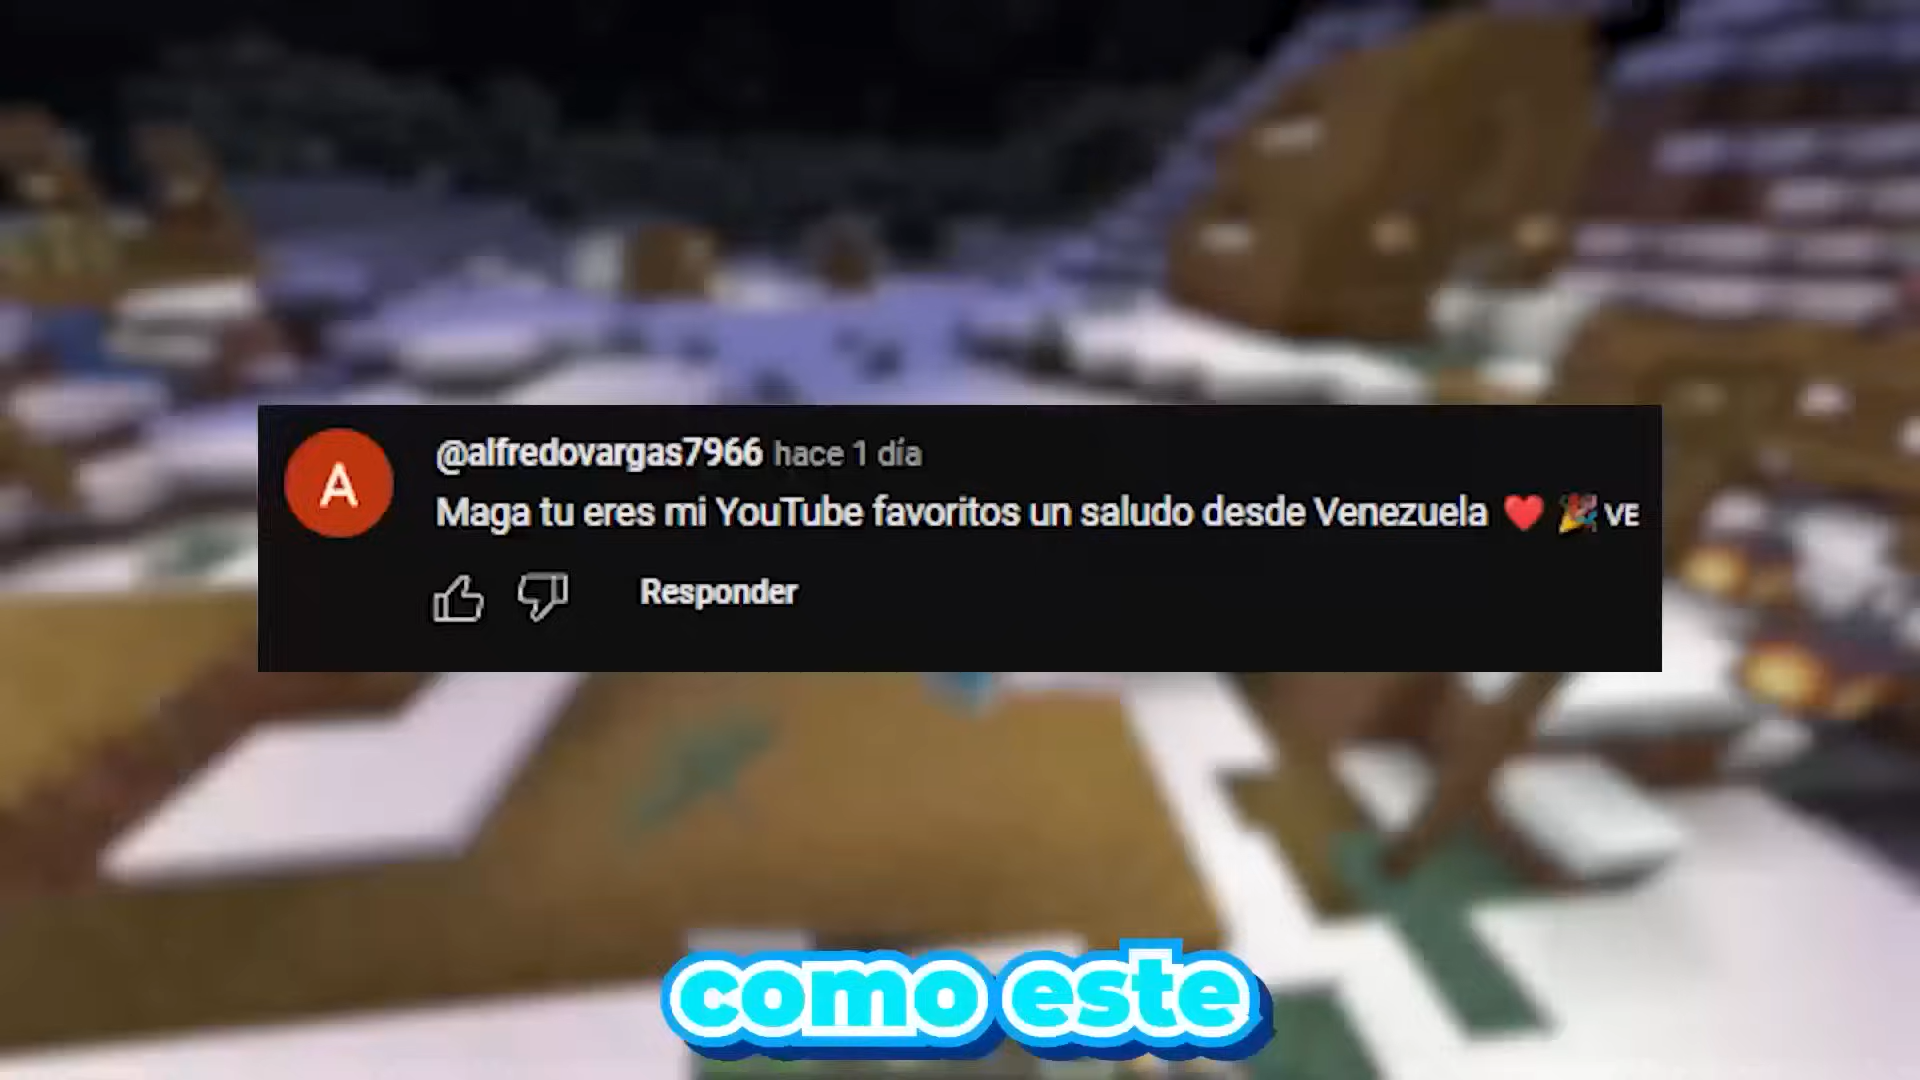 A
@alfredovargas7966 hace 1 día
Maga tu eres mi YouTube favoritos un saludo desde Venezuela ❤️ 🎉 VE
Responder
como este